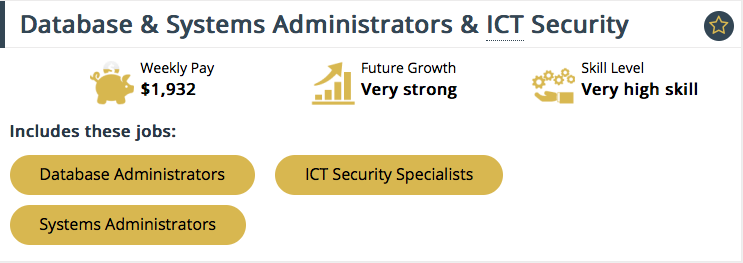 Database & Systems Administrators & ICT Security
Weekly Pay
$1,932
Future Growth
Very strong
Skill Level
Very high skill
Includes these jobs:
Database Administrators
ICT Security Specialists
Systems Administrators